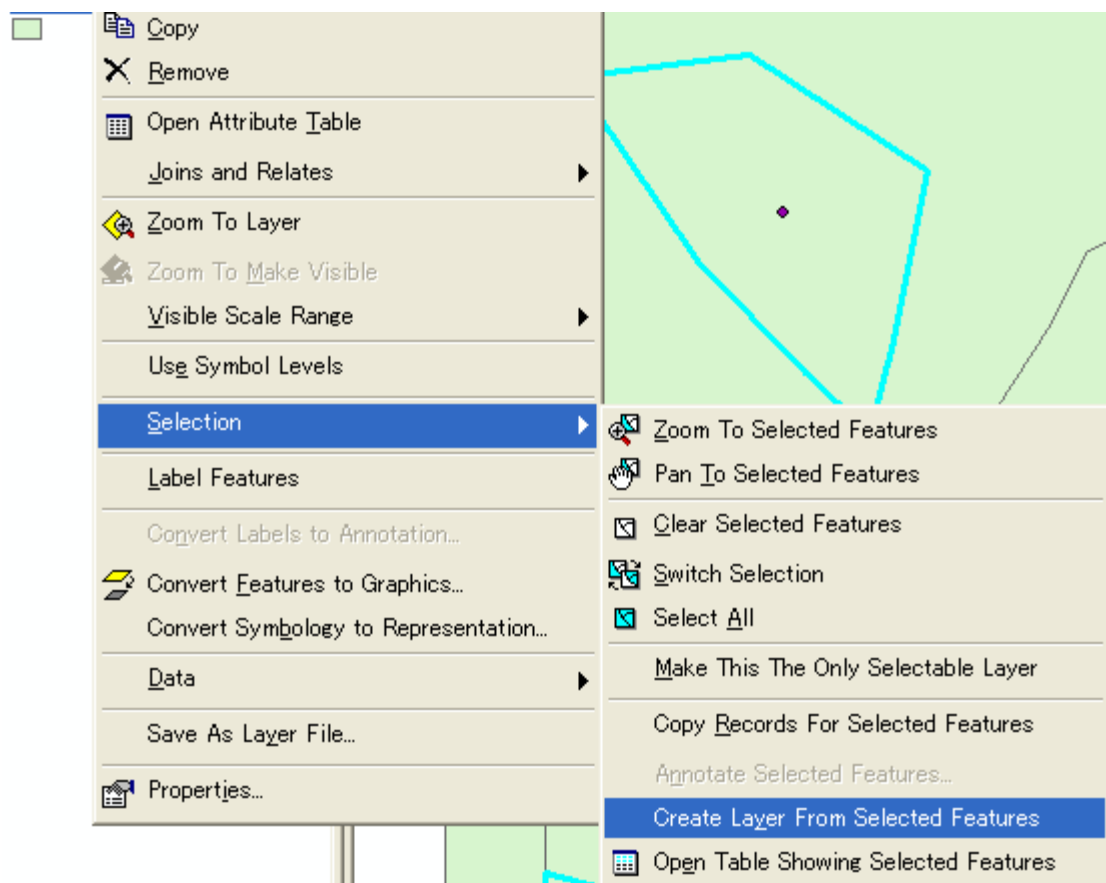 Copy
Remove
Open Attribute Table
Joins and Relates
Zoom To Layer
Zoom To Make Visible
Visible Scale Range
Use Symbol Levels
Selection
Label Features
Convert Labels to Annotation...
Convert Features to Graphics...
Convert Symbology to Representation...
Data
Save As Layer File...
Properties...
Zoom To Selected Features
Pan To Selected Features
Clear Selected Features
Switch Selection
Select All
Make This The Only Selectable Layer
Copy Records For Selected Features
Annotate Selected Features...
Create Layer From Selected Features
Open Table Showing Selected Features